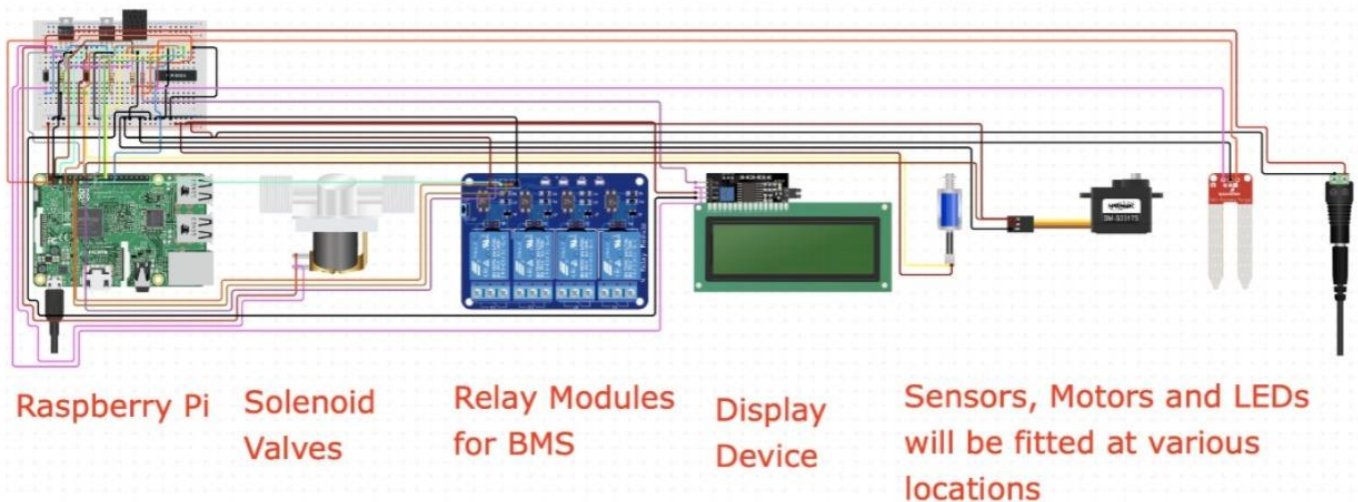 Raspberry Pi
Solenoid
Valves
Relay Modules
for BMS
Display
Device
Sensors, Motors and LEDs
will be fitted at various
locations